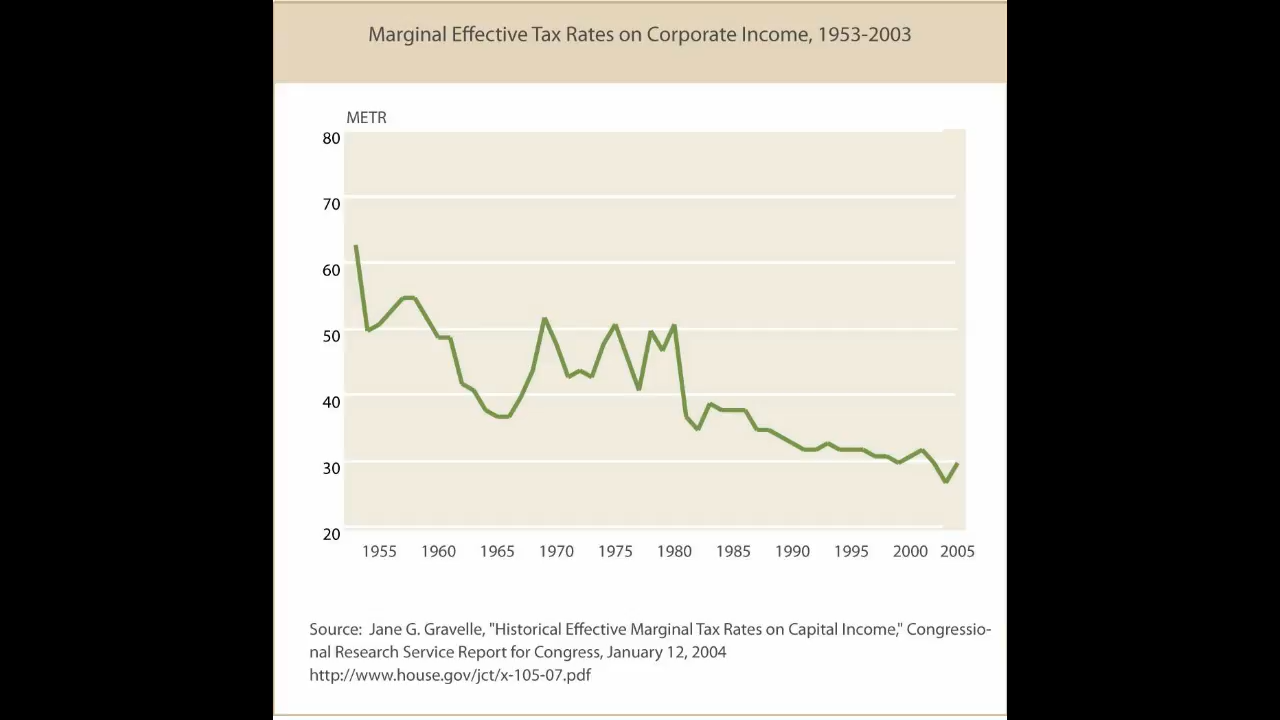 Marginal Effective Tax Rates on Corporate Income, 1953-2003
METR
80
70
60
50
40
30
20
1955 1960 1965 1970 1975 1980 1985 1990 1995 2000 2005
Source:  Jane G. Gravelle, "Historical Effective Marginal Tax Rates on Capital Income," Congressio-
nal Research Service Report for Congress, January 12, 2004
http://www.house.gov/jct/x-105-07.pdf